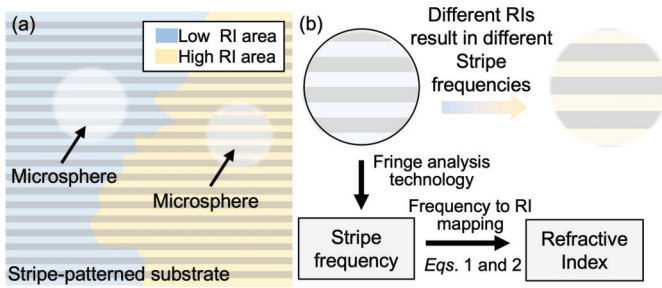 (a)
Low RI area
High RI area
Microsphere
Microsphere
Stripe-patterned substrate
(b)
Different RIs
result in different
Stripe
frequencies
Fringe analysis
technology
Stripe
frequency
Frequency to RI
mapping
Eqs. 1 and 2
Refractive
Index